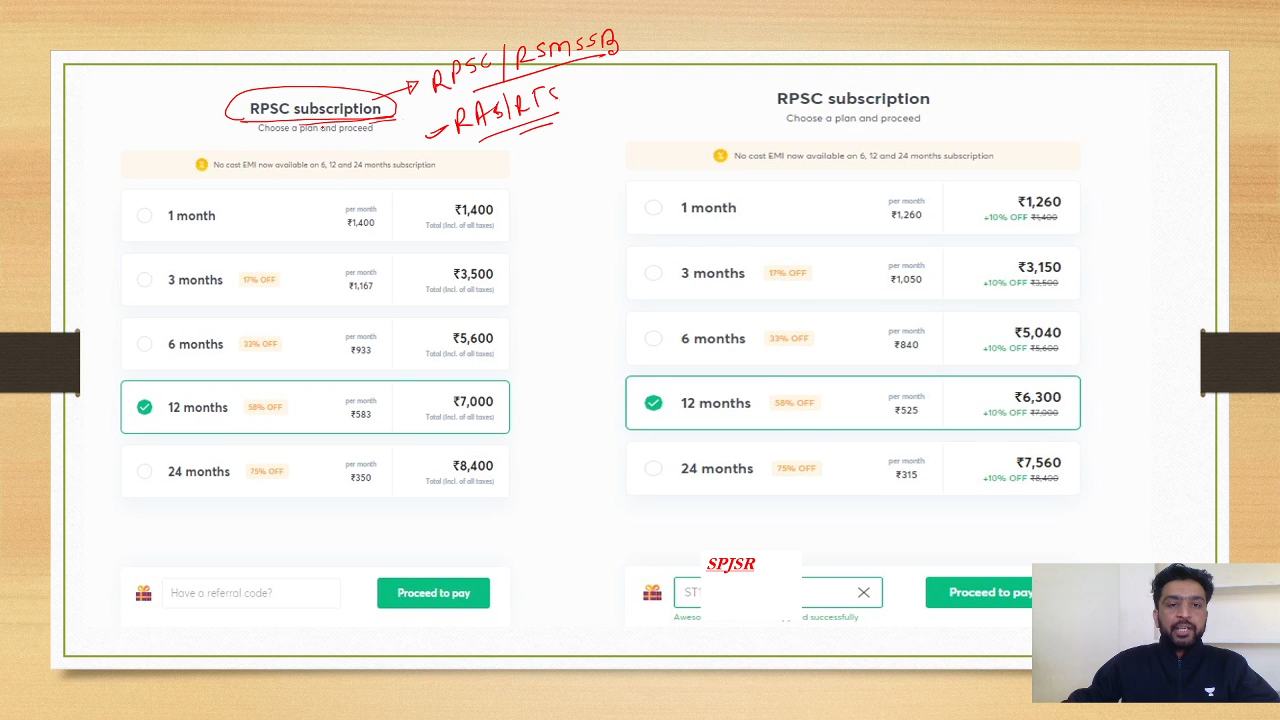 RPSC/RSMSSB
RAS/RTS
RPSC subscription
Choose a plan and proceed
No cost EMI now available on 6, 12 and 24 months subscription
1 month per month ₹1,400 ₹1,400 Total (Incl. of all taxes)
3 months 17% OFF per month ₹1,167 ₹3,500 Total (Incl. of all taxes)
6 months 33% OFF per month ₹933 ₹5,600 Total (Incl. of all taxes)
12 months 58% OFF per month ₹583 ₹7,000 Total (Incl. of all taxes)
24 months 75% OFF per month ₹350 ₹8,400 Total (Incl. of all taxes)
Have a referral code? Proceed to pay
RPSC subscription
Choose a plan and proceed
No cost EMI now available on 6, 12 and 24 months subscription
1 month per month ₹1,260 ₹1,260 +10% OFF ₹1,400
3 months 17% OFF per month ₹1,050 ₹3,150 +10% OFF ₹3,500
6 months 33% OFF per month ₹840 ₹5,040 +10% OFF ₹5,600
12 months 58% OFF per month ₹525 ₹6,300 +10% OFF ₹7,000
24 months 75% OFF per month ₹315 ₹7,560 +10% OFF ₹8,400
SPJSR
Proceed to pay
successfully